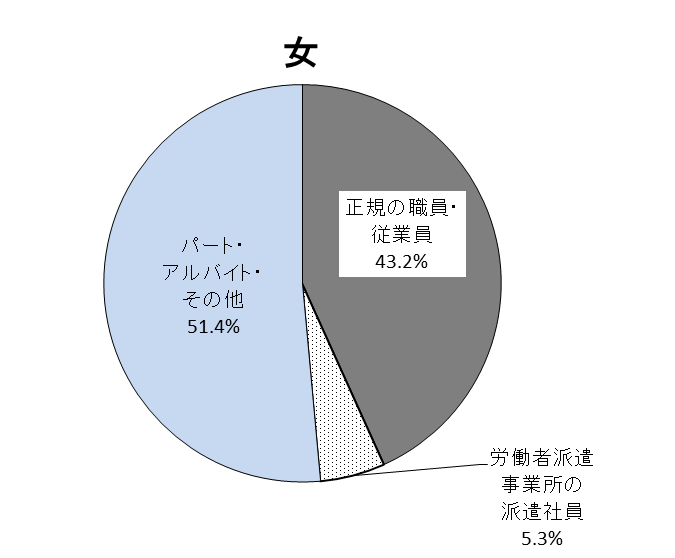 女
正規の職員・
従業員
43.2%
パート・
アルバイト・
その他
51.4%
労働者派遣
事業所の
派遣社員
5.3%